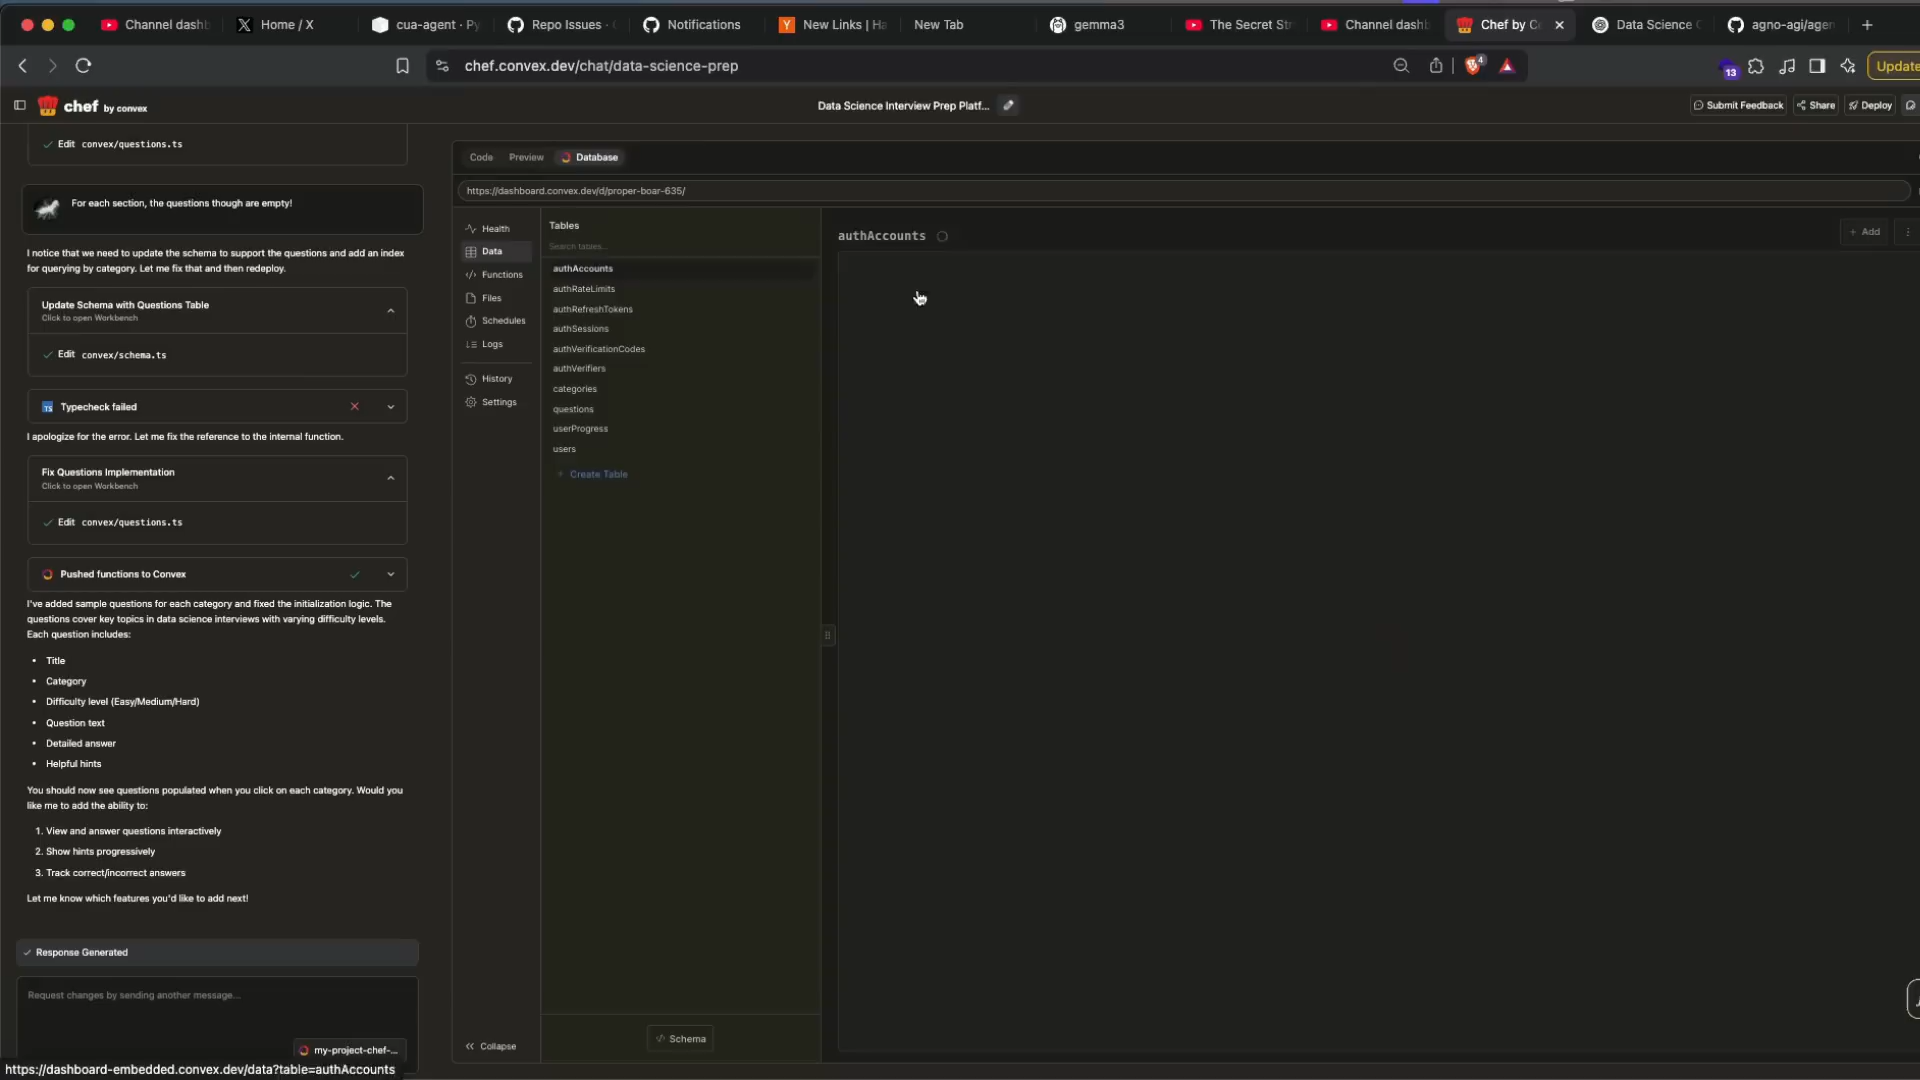 Channel dashb
Home / X
cua-agent · Py
Repo Issues ·
Notifications
New Links | Ha
New Tab
gemma3
The Secret Str
Channel dashb
Chef by Co
Data Science C
agno-agi/agen
chef.convex.dev/chat/data-science-prep
4
13
Update
chef by convex
Data Science Interview Prep Platf...
Submit Feedback
Share
Deploy
Edit convex/questions.ts
For each section, the questions though are empty!
I notice that we need to update the schema to support the questions and add an index
for querying by category. Let me fix that and then redeploy.
Update Schema with Questions Table
Click to open Workbench
Edit convex/schema.ts
TS Typecheck failed
I apologize for the error. Let me fix the reference to the internal function.
Fix Questions Implementation
Click to open Workbench
Edit convex/questions.ts
Pushed functions to Convex
I've added sample questions for each category and fixed the initialization logic. The
questions cover key topics in data science interviews with varying difficulty levels.
Each question includes:
• Title
• Category
• Difficulty level (Easy/Medium/Hard)
• Question text
• Detailed answer
• Helpful hints
You should now see questions populated when you click on each category. Would you
like me to add the ability to:
1. View and answer questions interactively
2. Show hints progressively
3. Track correct/incorrect answers
Let me know which features you'd like to add next!
Response Generated
Request changes by sending another message...
my-project-chef-...
https://dashboard-embedded.convex.dev/data?table=authAccounts
Code
Preview
Database
https://dashboard.convex.dev/d/proper-boar-635/
Health
Data
Functions
Files
Schedules
Logs
History
Settings
Collapse
Tables
Search tables...
authAccounts
authRateLimits
authRefreshTokens
authSessions
authVerificationCodes
authVerifiers
categories
questions
userProgress
users
+ Create Table
Schema
authAccounts
+ Add